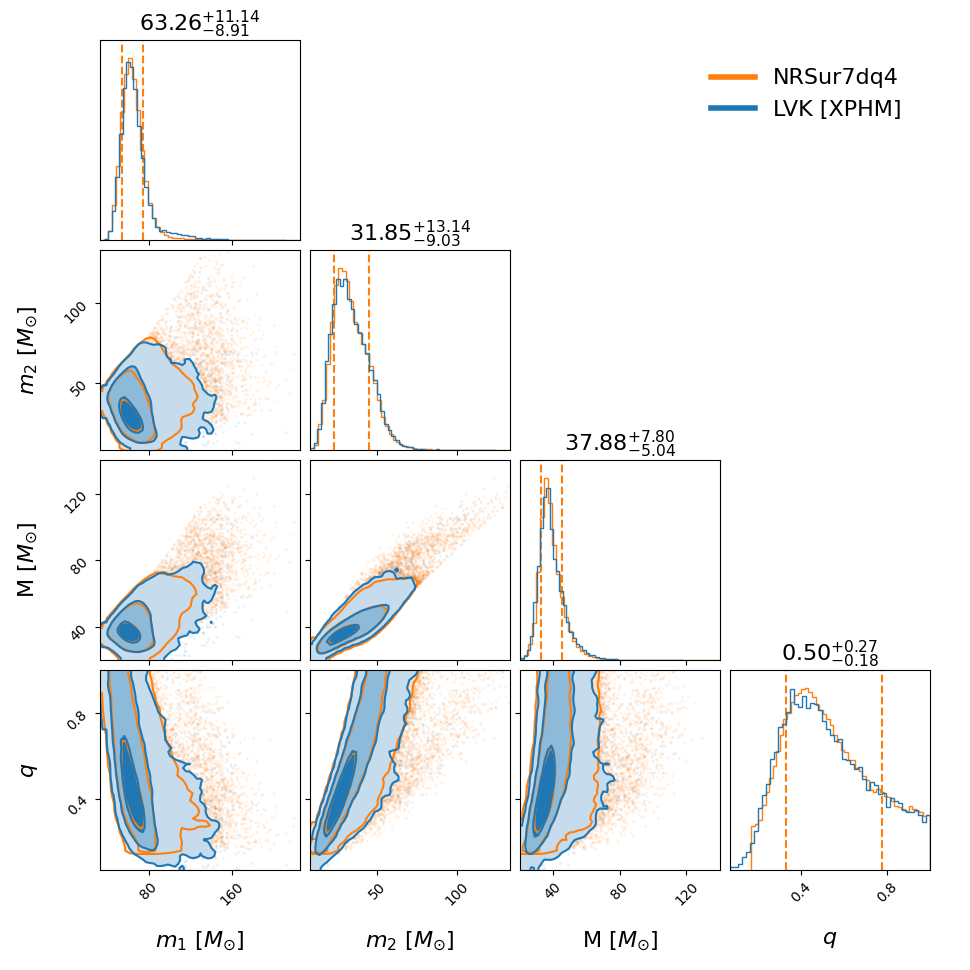 63.26$^{+11.14}_{-8.91}$
NRSur7dq4
LVK [XPHM]
31.85$^{+13.14}_{-9.03}$
100
50
$m_2$ [$M_\odot$]
37.88$^{+7.80}_{-5.04}$
120
80
40
M [$M_\odot$]
0.50$^{+0.27}_{-0.18}$
0.8
0.4
$q$
80 160 50 100 40 80 120 0.4 0.8
$m_1$ [$M_\odot$] $m_2$ [$M_\odot$] M [$M_\odot$] $q$